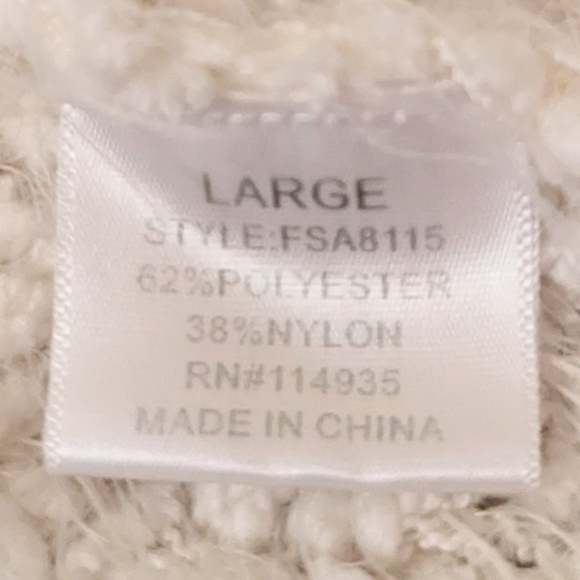 LARGE
STYLE:FSA8115
62%POLYESTER
38%NYLON
RN#114935
MADE IN CHINA